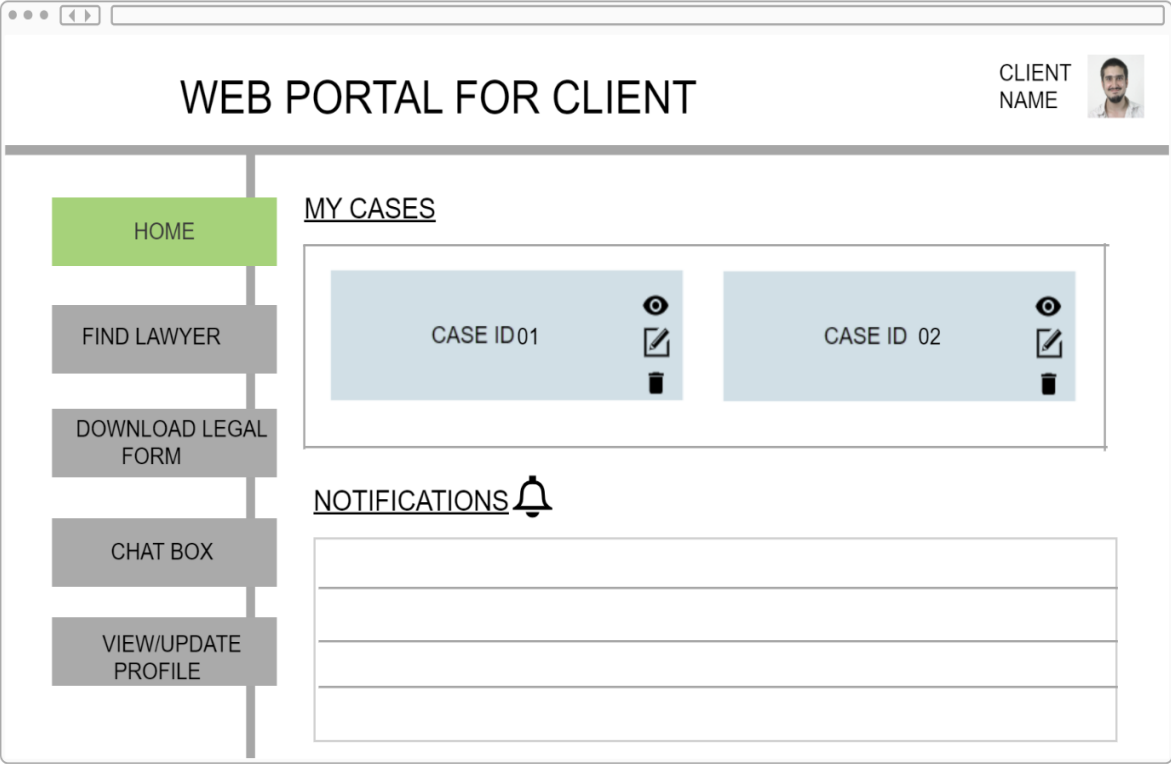 WEB PORTAL FOR CLIENT
CLIENT
NAME
HOME
FIND LAWYER
DOWNLOAD LEGAL
FORM
CHAT BOX
VIEW/UPDATE
PROFILE
MY CASES
CASE ID01
CASE ID 02
NOTIFICATIONS